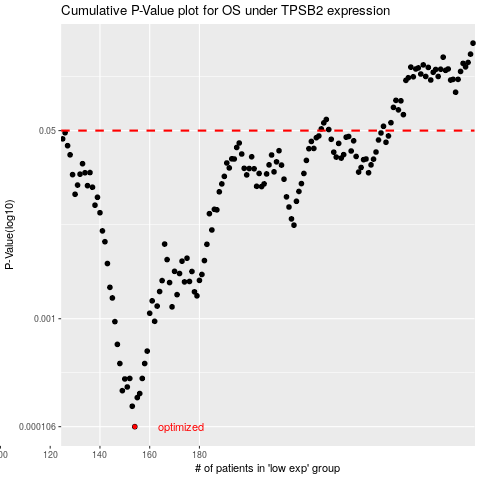 Cumulative P-Value plot for OS under TPSB2 expression
P-Value(log10)
0.05
0.001
0.000106
optimized
00 120 140 160 180
# of patients in 'low exp' group